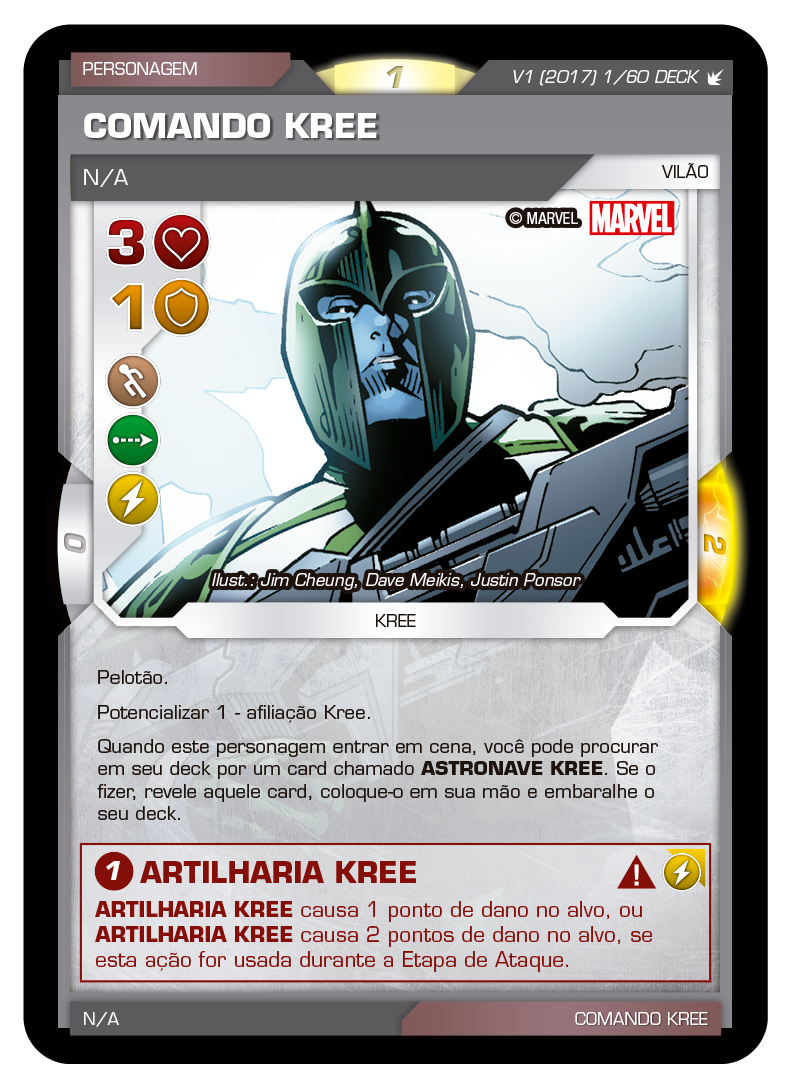 PERSONAGEM
1
V1 (2017) 1/60 DECK
COMANDO KREE
N/A
VILÃO
© MARVEL
MARVEL
3
1
0
2
Ilust.: Jim Cheung, Dave Meikis, Justin Ponsor
KREE
Pelotão.
Potencializar 1 - afiliação Kree.
Quando este personagem entrar em cena, você pode procurar
em seu deck por um card chamado ASTRONAVE KREE. Se o
fizer, revele aquele card, coloque-o em sua mão e embaralhe o
seu deck.
1 ARTILHARIA KREE
ARTILHARIA KREE causa 1 ponto de dano no alvo, ou
ARTILHARIA KREE causa 2 pontos de dano no alvo, se
esta ação for usada durante a Etapa de Ataque.
N/A
COMANDO KREE